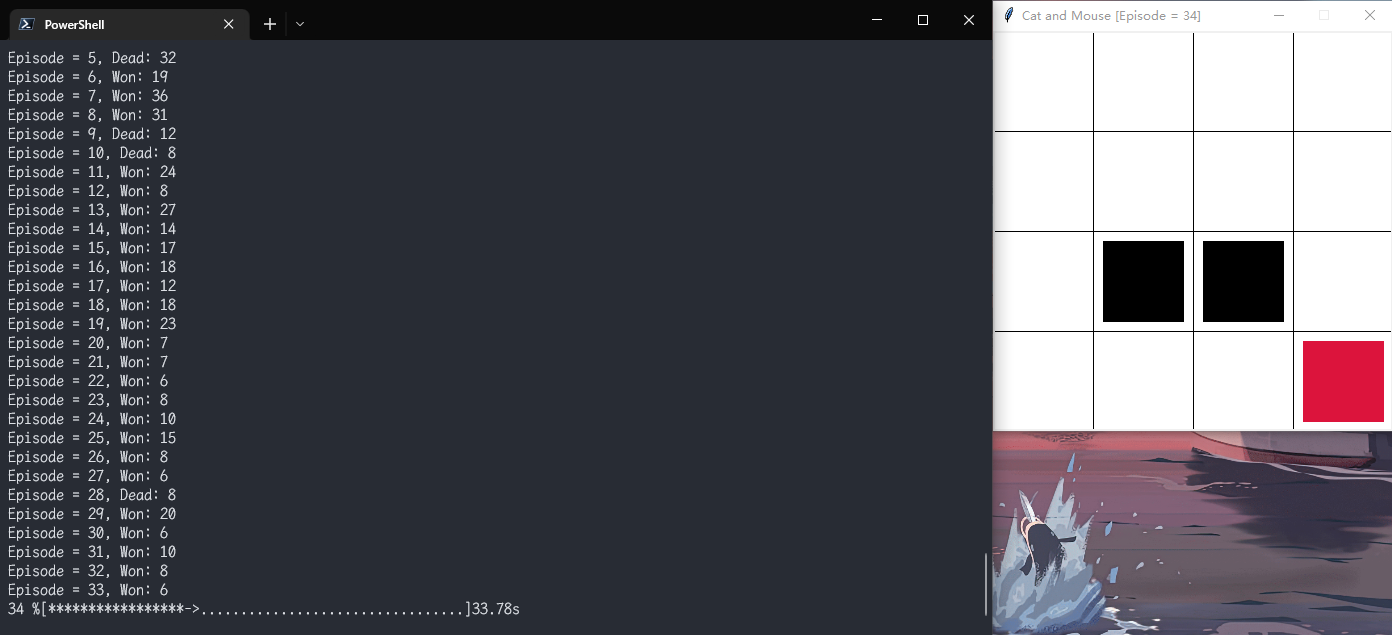 PowerShell
Cat and Mouse [Episode = 34]
Episode = 5, Dead: 32
Episode = 6, Won: 19
Episode = 7, Won: 36
Episode = 8, Won: 31
Episode = 9, Dead: 12
Episode = 10, Dead: 8
Episode = 11, Won: 24
Episode = 12, Won: 8
Episode = 13, Won: 27
Episode = 14, Won: 14
Episode = 15, Won: 17
Episode = 16, Won: 18
Episode = 17, Won: 12
Episode = 18, Won: 18
Episode = 19, Won: 23
Episode = 20, Won: 7
Episode = 21, Won: 7
Episode = 22, Won: 6
Episode = 23, Won: 8
Episode = 24, Won: 10
Episode = 25, Won: 15
Episode = 26, Won: 8
Episode = 27, Won: 6
Episode = 28, Dead: 8
Episode = 29, Won: 20
Episode = 30, Won: 6
Episode = 31, Won: 10
Episode = 32, Won: 8
Episode = 33, Won: 6
34 %[*****************->.................................]33.78s